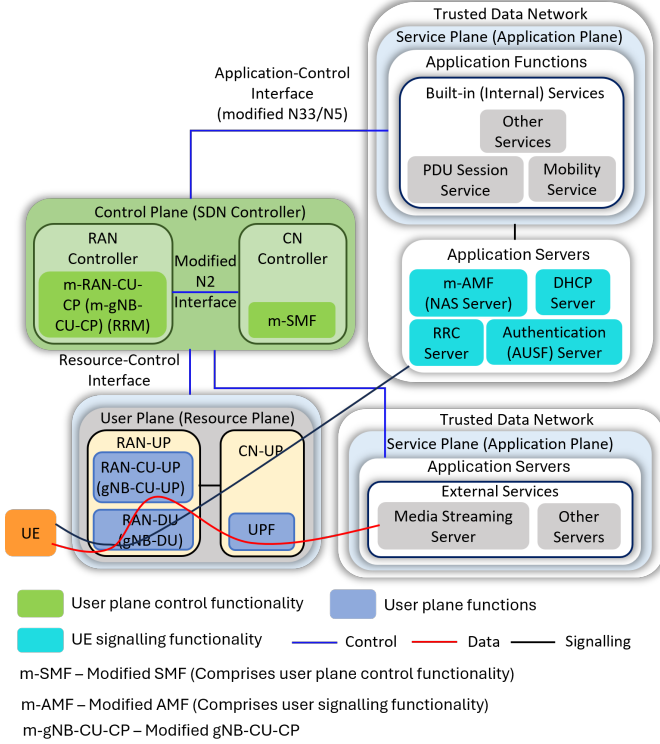 Trusted Data Network
Service Plane (Application Plane)
Application Functions
Built-in (Internal) Services
Other
Services
PDU Session
Service
Mobility
Service
Application-Control
Interface
(modified N33/N5)
Control Plane (SDN Controller)
RAN
Controller
m-RAN-CU-
CP (m-gNB-
CU-CP) (RRM)
Modified
N2
Interface
CN
Controller
m-SMF
Application Servers
m-AMF
(NAS Server)
DHCP
Server
RRC
Server
Authentication
(AUSF) Server
Resource-Control
Interface
User Plane (Resource Plane)
RAN-UP
RAN-CU-UP
(gNB-CU-UP)
RAN-DU
(gNB-DU)
CN-UP
UPF
UE
Trusted Data Network
Service Plane (Application Plane)
Application Servers
External Services
Media Streaming
Server
Other
Servers
User plane control functionality
User plane functions
UE signalling functionality
Control
Data
Signalling
m-SMF – Modified SMF (Comprises user plane control functionality)
m-AMF – Modified AMF (Comprises user signalling functionality)
m-gNB-CU-CP – Modified gNB-CU-CP